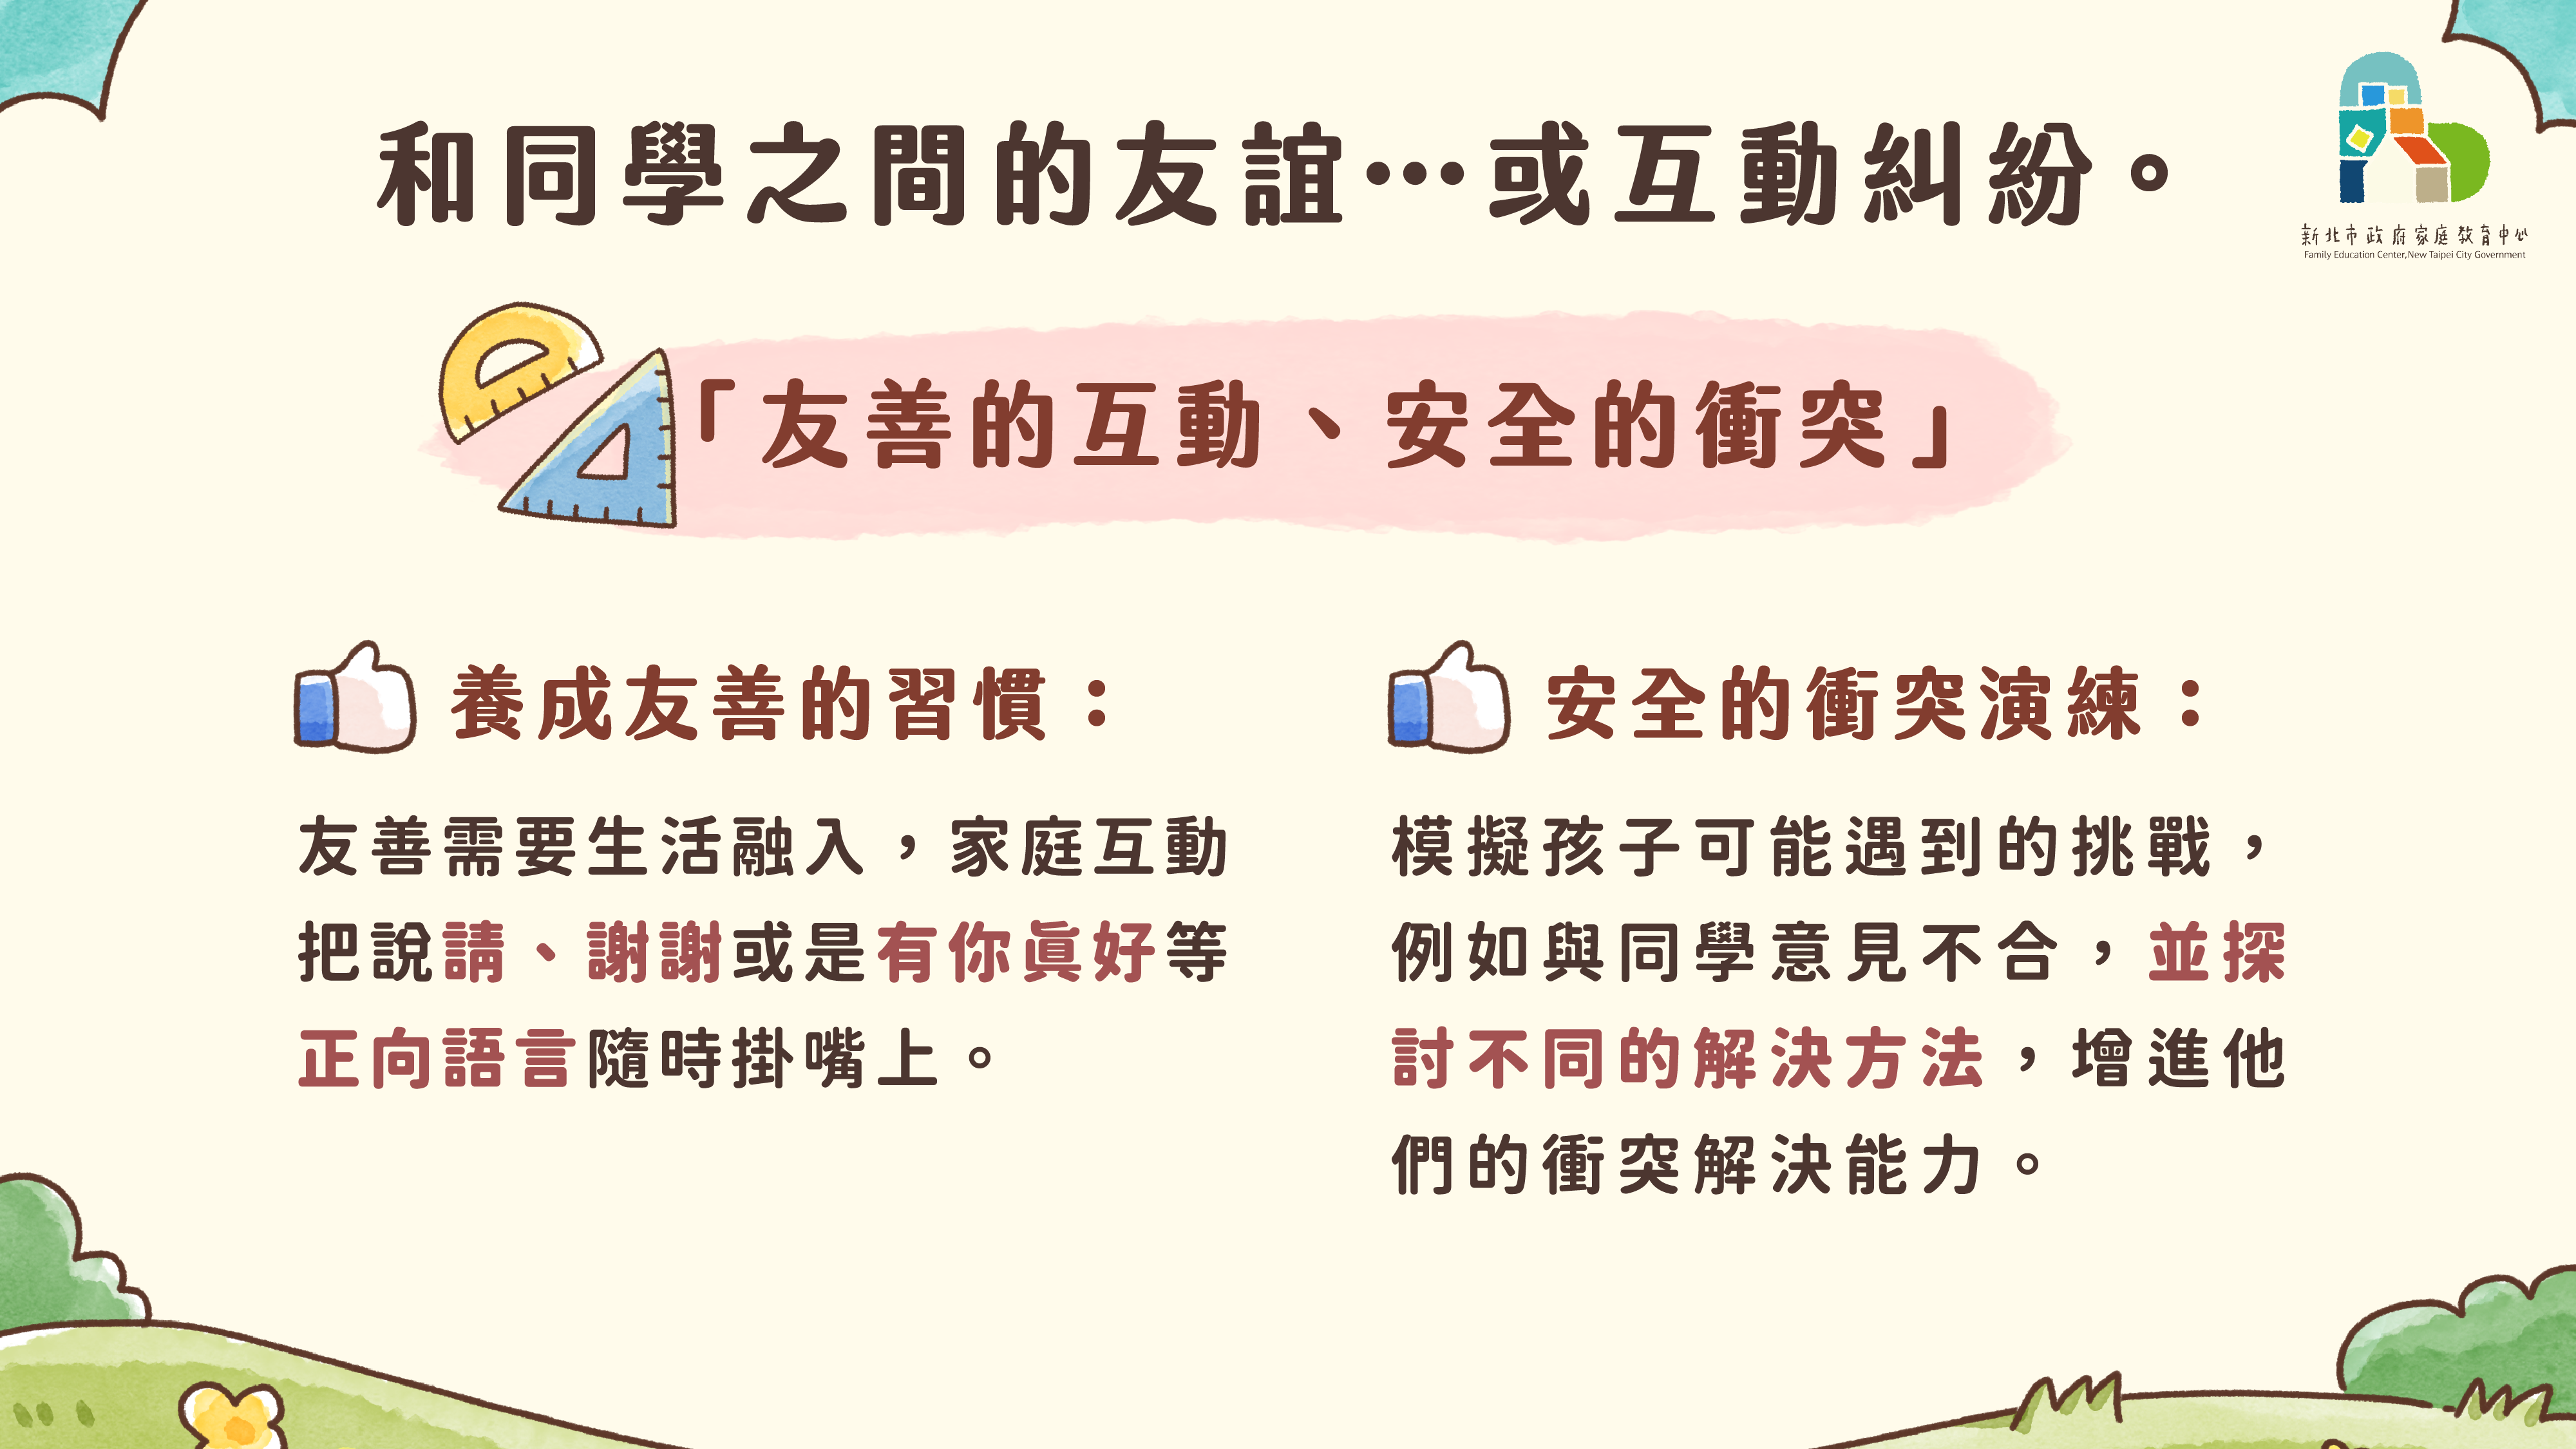 和同學之間的友誼…或互動糾紛。
新北市政府家庭教育中心
Family Education Center,New Taipei City Government
「友善的互動、安全的衝突」
養成友善的習慣：
友善需要生活融入，家庭互動
把說請、謝謝或是有你真好等
正向語言隨時掛嘴上。
安全的衝突演練：
模擬孩子可能遇到的挑戰，
例如與同學意見不合，並探
討不同的解決方法，增進他
們的衝突解決能力。